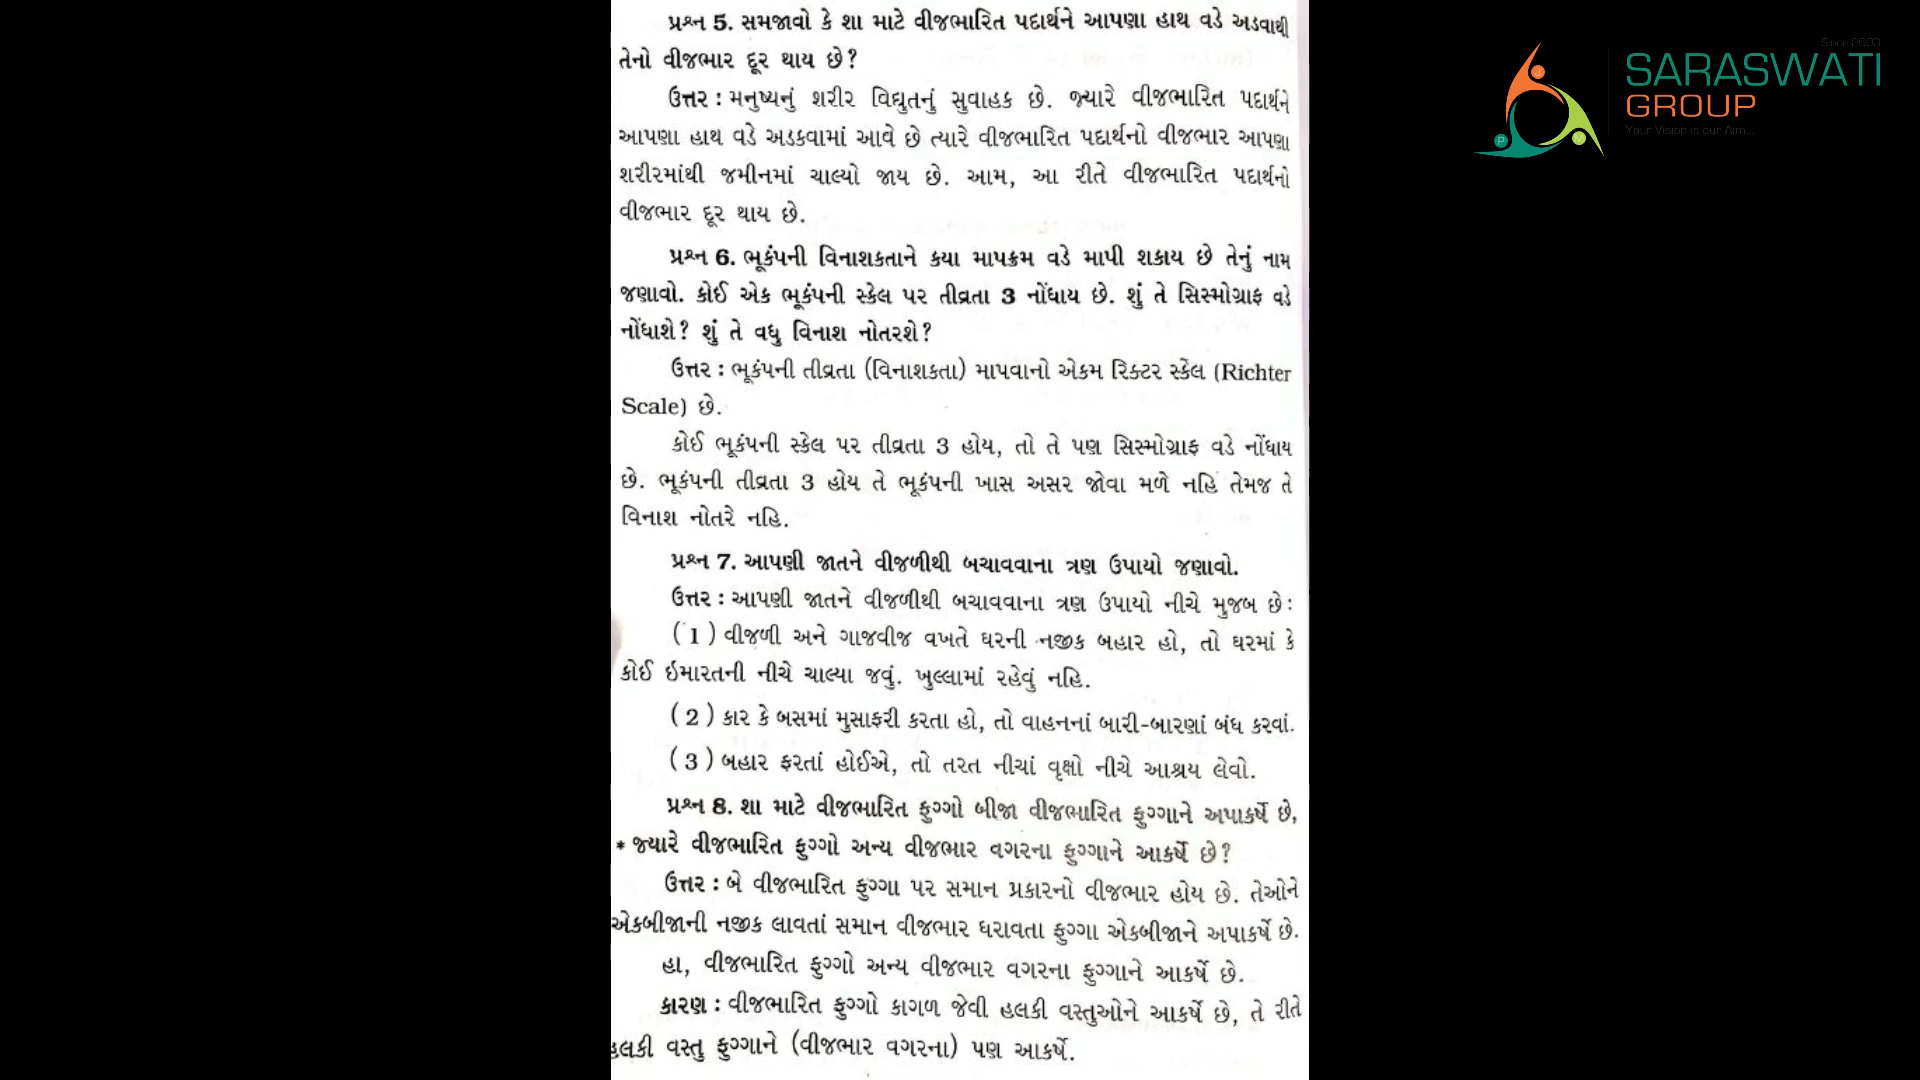 પ્રશ્ન 5. સમજાવો કે શા માટે વીજભારિત પદાર્થને આપણા હાથ વડે અડવાથી
તેનો વીજભાર દૂર થાય છે?
ઉત્તર : મનુષ્યનું શરીર વિદ્યુતનું સુવાહક છે. જ્યારે વીજભારિત પદાર્થને
આપણા હાથ વડે અડકવામાં આવે છે ત્યારે વીજભારિત પદાર્થનો વીજભાર આપણા
શરીરમાંથી જમીનમાં ચાલ્યો જાય છે. આમ, આ રીતે વીજભારિત પદાર્થનો
વીજભાર દૂર થાય છે.
પ્રશ્ન 6. ભૂકંપની વિનાશકતાને કયા માપક્રમ વડે માપી શકાય છે તેનું નામ
જણાવો. કોઈ એક ભૂકંપની સ્કેલ પર તીવ્રતા 3 નોંધાય છે. શું તે સિસ્મોગ્રાફ વડે
નોંધાશે? શું તે વધુ વિનાશ નોતરશે?
ઉત્તર : ભૂકંપની તીવ્રતા (વિનાશકતા) માપવાનો એકમ રિક્ટર સ્કેલ (Richter
Scale) છે.
કોઈ ભૂકંપની સ્કેલ પર તીવ્રતા 3 હોય, તો તે પણ સિસ્મોગ્રાફ વડે નોંધાય
છે. ભૂકંપની તીવ્રતા 3 હોય તે ભૂકંપની ખાસ અસર જોવા મળે નહિ તેમજ તે
વિનાશ નોતરે નહિ.
પ્રશ્ન 7. આપણી જાતને વીજળીથી બચાવવાના ત્રણ ઉપાયો જણાવો.
ઉત્તર : આપણી જાતને વીજળીથી બચાવવાના ત્રણ ઉપાયો નીચે મુજબ છે :
( 1 ) વીજળી અને ગાજવીજ વખતે ઘરની નજીક બહાર હો, તો ઘરમાં કે
કોઈ ઇમારતની નીચે ચાલ્યા જવું. ખુલ્લામાં રહેવું નહિ.
( 2 ) કાર કે બસમાં મુસાફરી કરતા હો, તો વાહનનાં બારી-બારણાં બંધ કરવાં.
( 3 ) બહાર ફરતાં હોઈએ, તો તરત નીચાં વૃક્ષો નીચે આશ્રય લેવો.
પ્રશ્ન 8. શા માટે વીજભારિત ફુગ્ગો બીજા વીજભારિત ફુગ્ગાને અપાકર્ષે છે,
* જ્યારે વીજભારિત ફુગ્ગો અન્ય વીજભાર વગરના ફુગ્ગાને આકર્ષે છે?
ઉત્તર : બે વીજભારિત ફુગ્ગા પર સમાન પ્રકારનો વીજભાર હોય છે. તેઓને
એકબીજાની નજીક લાવતાં સમાન વીજભાર ધરાવતા ફુગ્ગા એકબીજાને અપાકર્ષે છે.
હા, વીજભારિત ફુગ્ગો અન્ય વીજભાર વગરના ફુગ્ગાને આકર્ષે છે.
કારણ : વીજભારિત ફુગ્ગો કાગળ જેવી હલકી વસ્તુઓને આકર્ષે છે, તે રીતે
હલકી વસ્તુ ફુગ્ગાને (વીજભાર વગરના) પણ આકર્ષે.
Since 2003
SARASWATI
GROUP
Your Vision is our Aim...
J
P
M